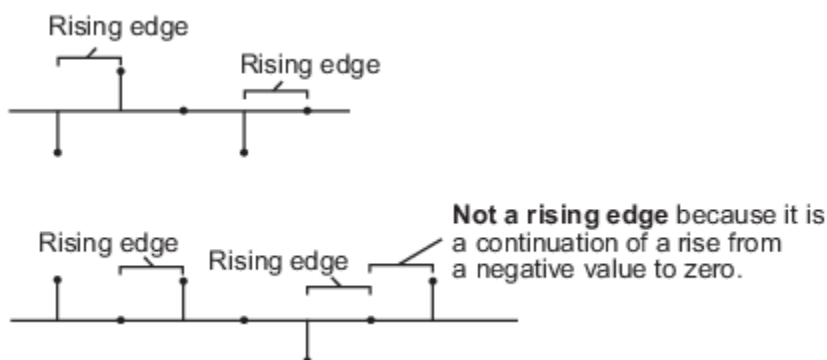 Rising edge
Rising edge
Not a rising edge because it is
Rising edge
a continuation of a rise from
Rising edge
a negative value to zero.